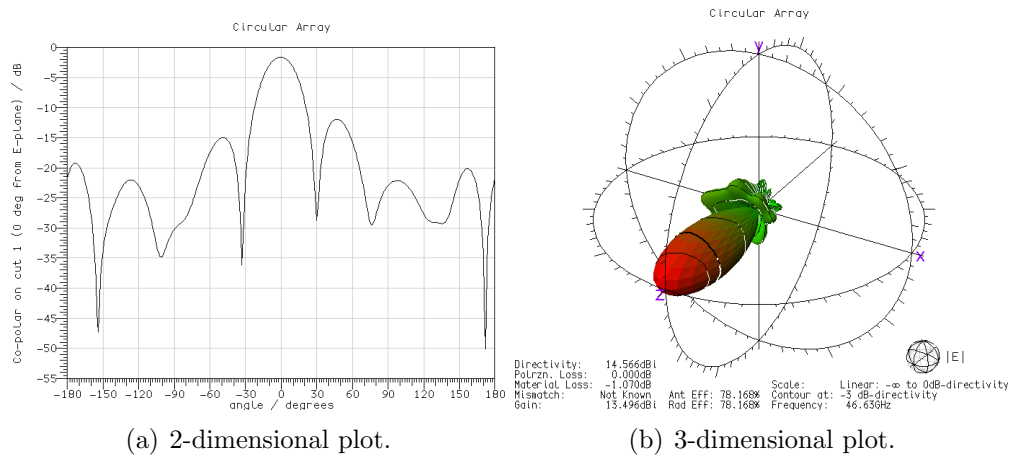 Circular Array
Co-polar on cut 1 (0 deg from E-plane) / dB
0
-5
-10
-15
-20
-25
-30
-35
-40
-45
-50
-55
-180 -150 -120 -90 -60 -30 0 30 60 90 120 150 180
angle / degrees
(a) 2-dimensional plot.
Circular Array
Y
X
Z
|E|
Directivity: 14.566dBi
Polrzn. Loss: 0.000dB
Material Loss: -1.070dB Scale: Linear: -∞ to 0dB-directivity
Mismatch: Not Known Ant Eff: 78.168% Contour at: -3 dB-directivity
Gain: 13.496dBi Rad Eff: 78.168% Frequency: 46.63GHz
(b) 3-dimensional plot.